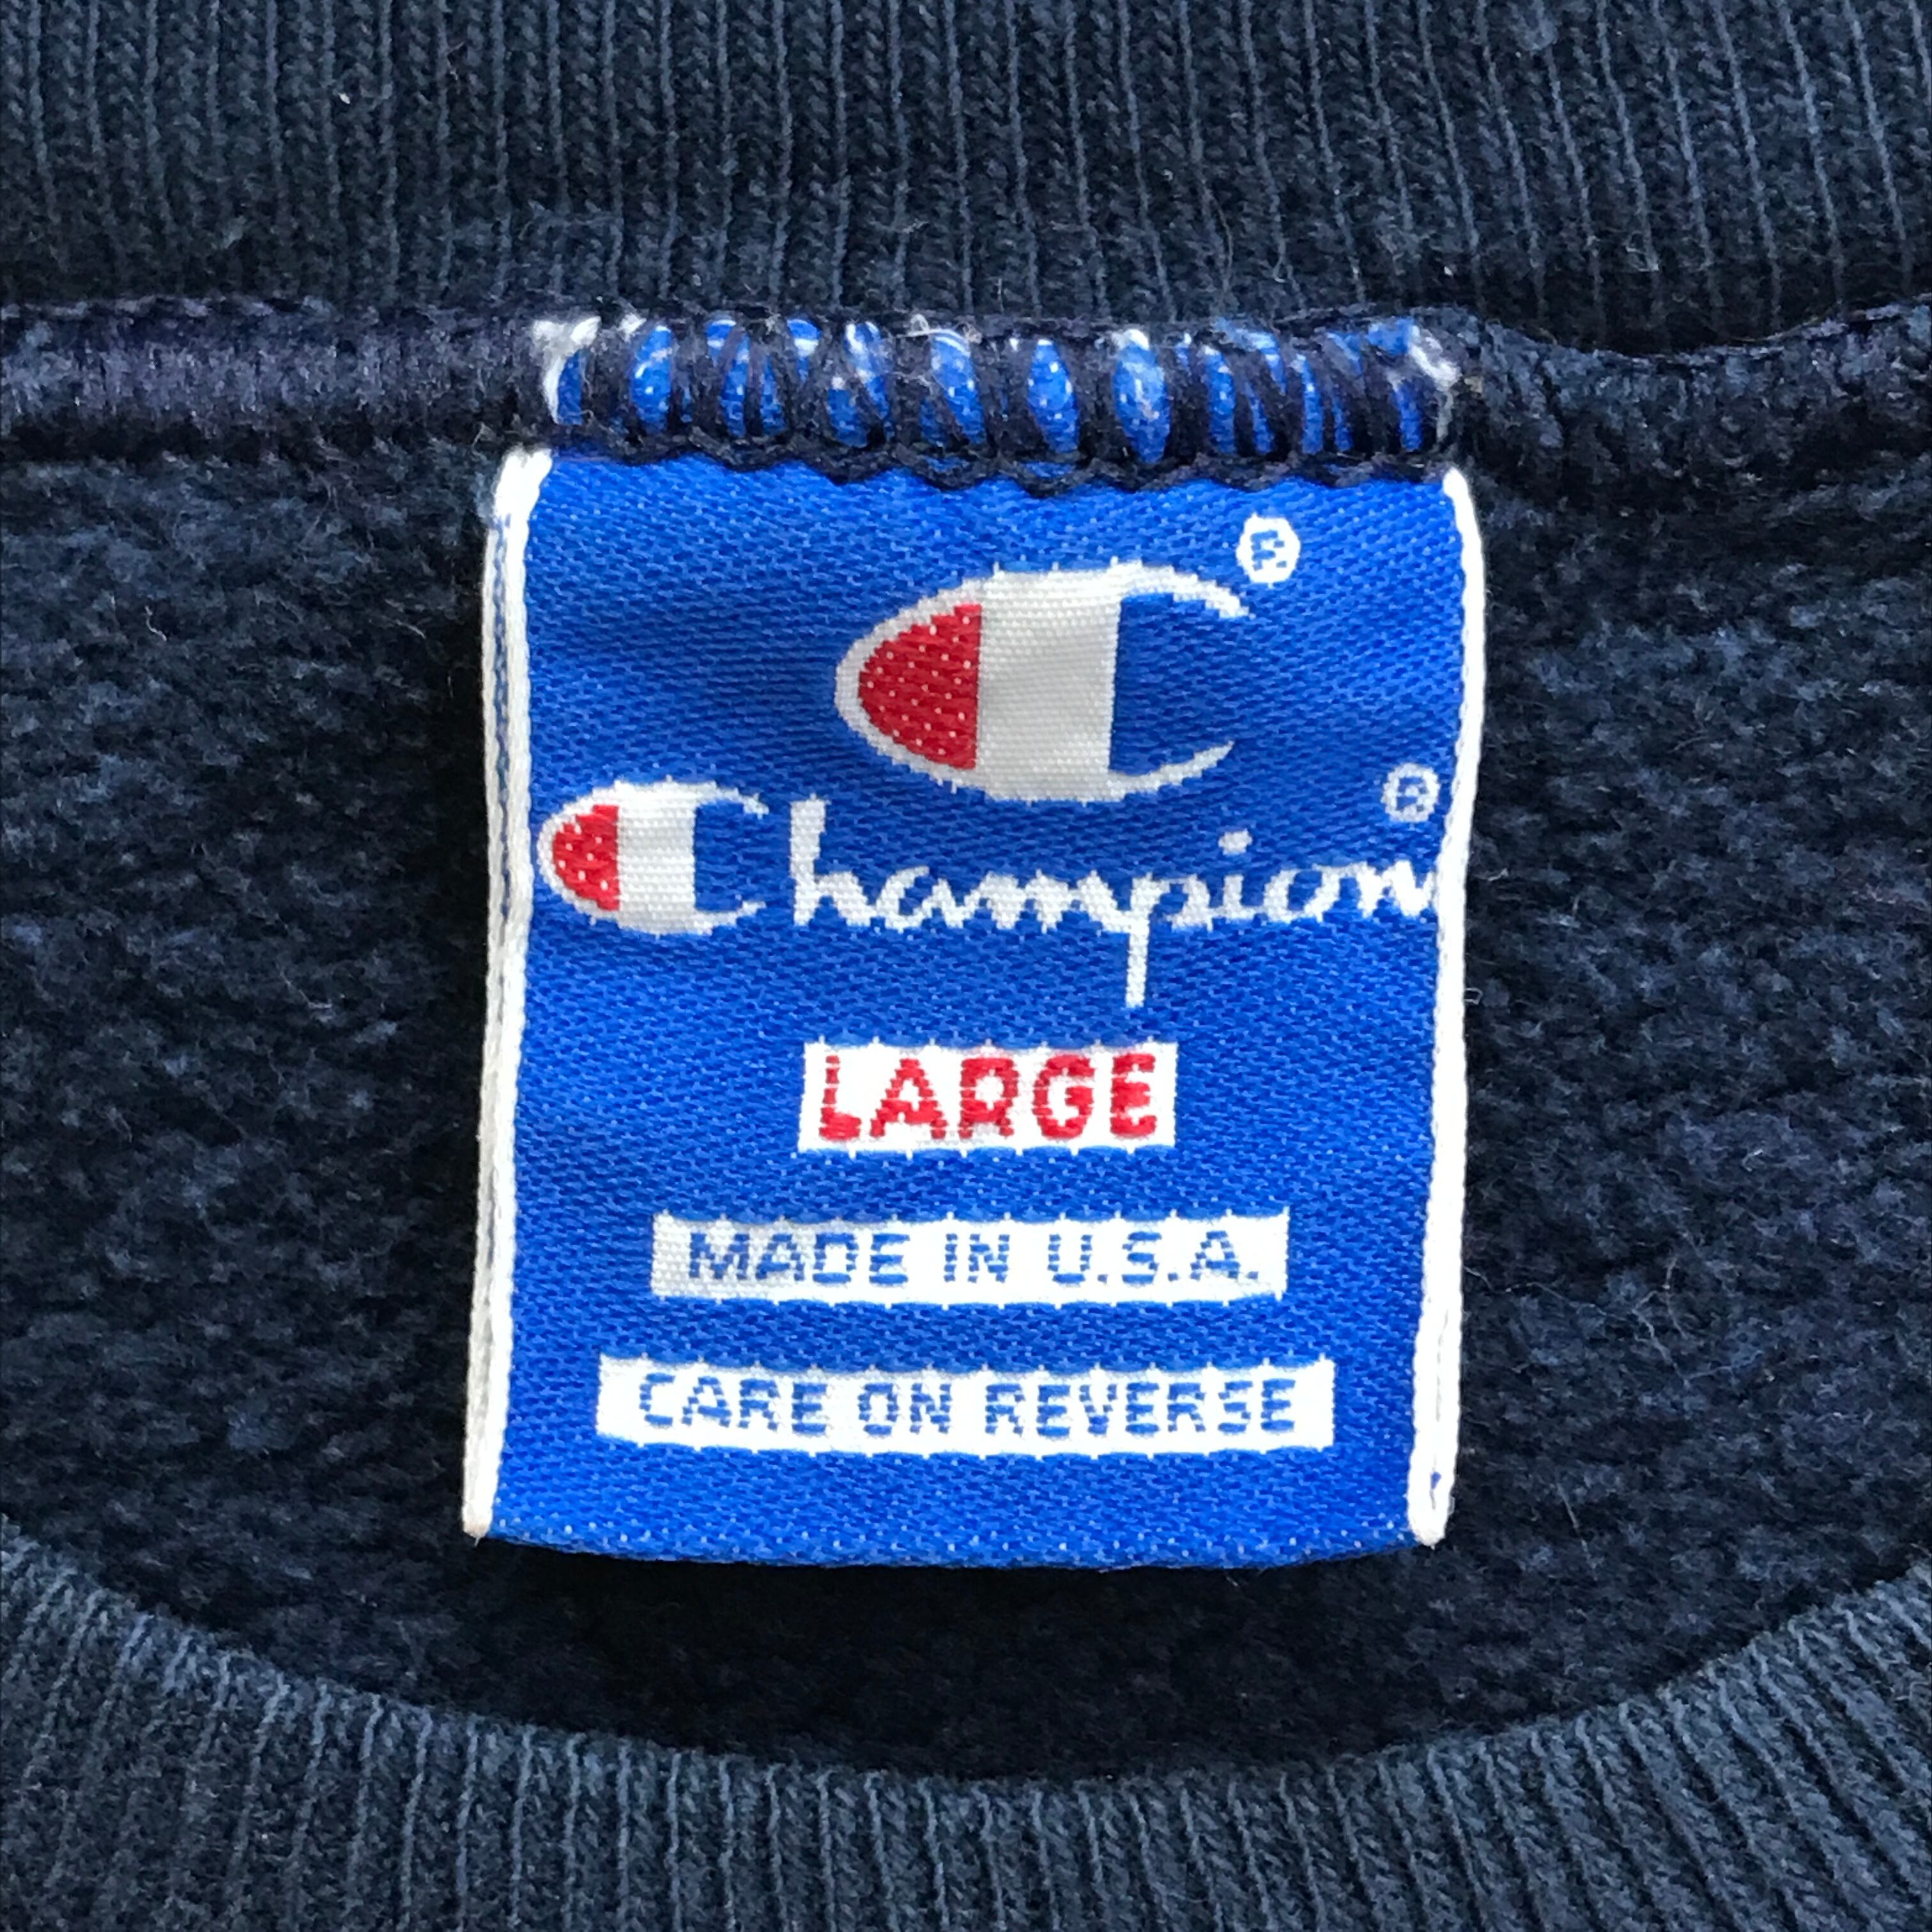 C®
Champion®
LARGE
MADE IN U.S.A.
CARE ON REVERSE